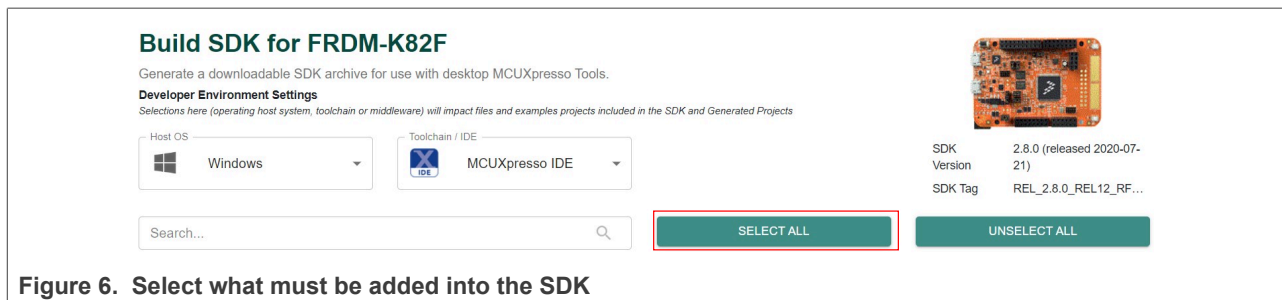 Build SDK for FRDM-K82F
Generate a downloadable SDK archive for use with desktop MCUXpresso Tools.
Developer Environment Settings
Selections here (operating host system, toolchain or middleware) will impact files and examples projects included in the SDK and Generated Projects
Host OS
Windows
Toolchain / IDE
IDE
MCUXpresso IDE
SDK Version
2.8.0 (released 2020-07-
21)
SDK Tag
REL_2.8.0_REL12_RF...
Search...
SELECT ALL
UNSELECT ALL
Figure 6. Select what must be added into the SDK